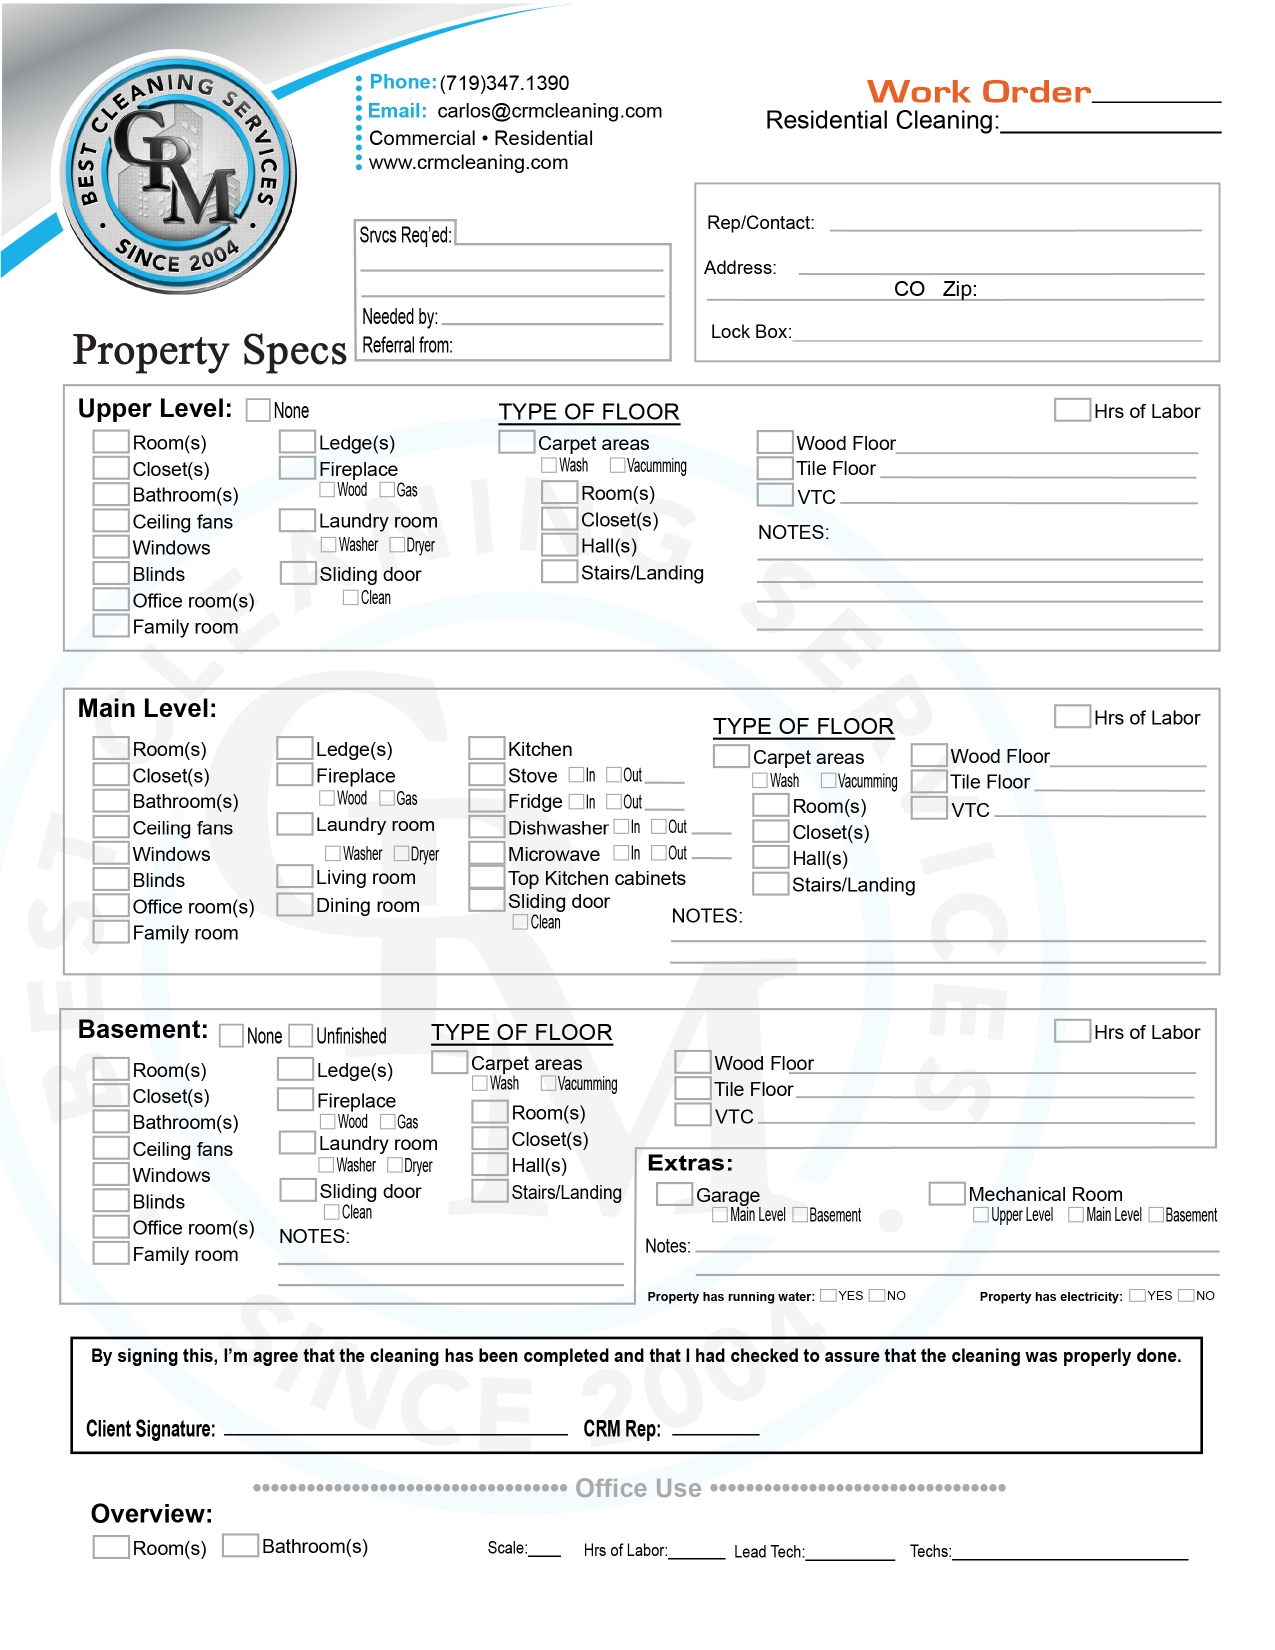 BEST CLEANING SERVICES
CRM
• SINCE 2004 •
Phone: (719)347.1390
Email: carlos@crmcleaning.com
Commercial • Residential
www.crmcleaning.com
Work Order
Residential Cleaning:
Srvcs Req'ed:
Needed by:
Referral from:
Rep/Contact:
Address:
CO Zip:
Lock Box:
Property Specs
Upper Level: None
Room(s)
Closet(s)
Bathroom(s)
Ceiling fans
Windows
Blinds
Office room(s)
Family room
Ledge(s)
Fireplace
Wood Gas
Laundry room
Washer Dryer
Sliding door
Clean
TYPE OF FLOOR
Carpet areas
Wash Vacumming
Room(s)
Closet(s)
Hall(s)
Stairs/Landing
Hrs of Labor
Wood Floor
Tile Floor
VTC
NOTES:
Main Level:
Room(s)
Closet(s)
Bathroom(s)
Ceiling fans
Windows
Blinds
Office room(s)
Family room
Ledge(s)
Fireplace
Wood Gas
Laundry room
Washer Dryer
Living room
Dining room
Kitchen
Stove In Out
Fridge In Out
Dishwasher In Out
Microwave In Out
Top Kitchen cabinets
Sliding door
Clean
TYPE OF FLOOR
Carpet areas
Wash Vacumming
Room(s)
Closet(s)
Hall(s)
Stairs/Landing
Hrs of Labor
Wood Floor
Tile Floor
VTC
NOTES:
Basement: None Unfinished
Room(s)
Closet(s)
Bathroom(s)
Ceiling fans
Windows
Blinds
Office room(s)
Family room
Ledge(s)
Fireplace
Wood Gas
Laundry room
Washer Dryer
Sliding door
Clean
NOTES:
TYPE OF FLOOR
Carpet areas
Wash Vacumming
Room(s)
Closet(s)
Hall(s)
Stairs/Landing
Hrs of Labor
Wood Floor
Tile Floor
VTC
Extras:
Garage
Main Level Basement
Mechanical Room
Upper Level Main Level Basement
Notes:
Property has running water: YES NO
Property has electricity: YES NO
By signing this, I'm agree that the cleaning has been completed and that I had checked to assure that the cleaning was properly done.
Client Signature: CRM Rep:
Office Use
Overview:
Room(s) Bathroom(s) Scale: Hrs of Labor: Lead Tech: Techs:
BEST CLEANING SERVICES
CRM
SINCE 2004 •